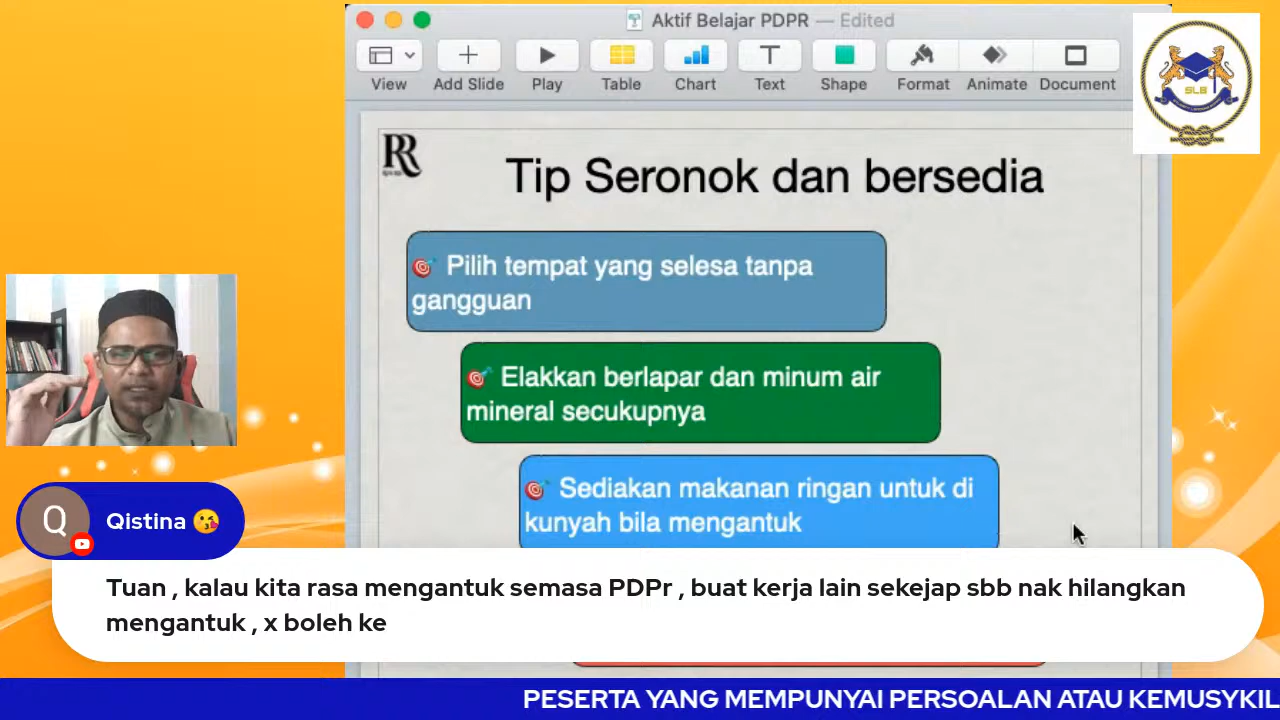 Aktif Belajar PDPR — Edited
View
Add Slide
Play
Table
Chart
Text
Shape
Format
Animate
Document
SLB
RR
Tip Seronok dan bersedia
🎯 Pilih tempat yang selesa tanpa
gangguan
🎯 Elakkan berlapar dan minum air
mineral secukupnya
🎯 Sediakan makanan ringan untuk di
kunyah bila mengantuk
Q
Qistina 😘
Tuan , kalau kita rasa mengantuk semasa PDPr , buat kerja lain sekejap sbb nak hilangkan
mengantuk , x boleh ke
PESERTA YANG MEMPUNYAI PERSOALAN ATAU KEMUSYKIL